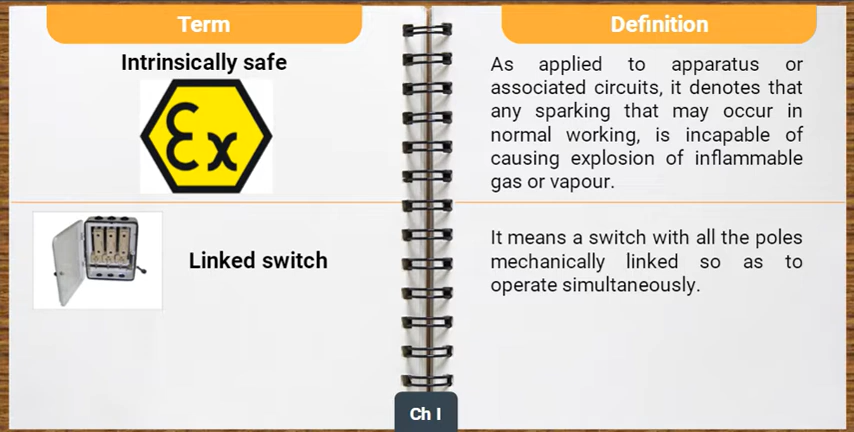 Term
Definition
Intrinsically safe
Ex
As applied to apparatus or
associated circuits, it denotes that
any sparking that may occur in
normal working, is incapable of
causing explosion of inflammable
gas or vapour.
Linked switch
It means a switch with all the poles
mechanically linked so as to
operate simultaneously.
Ch I